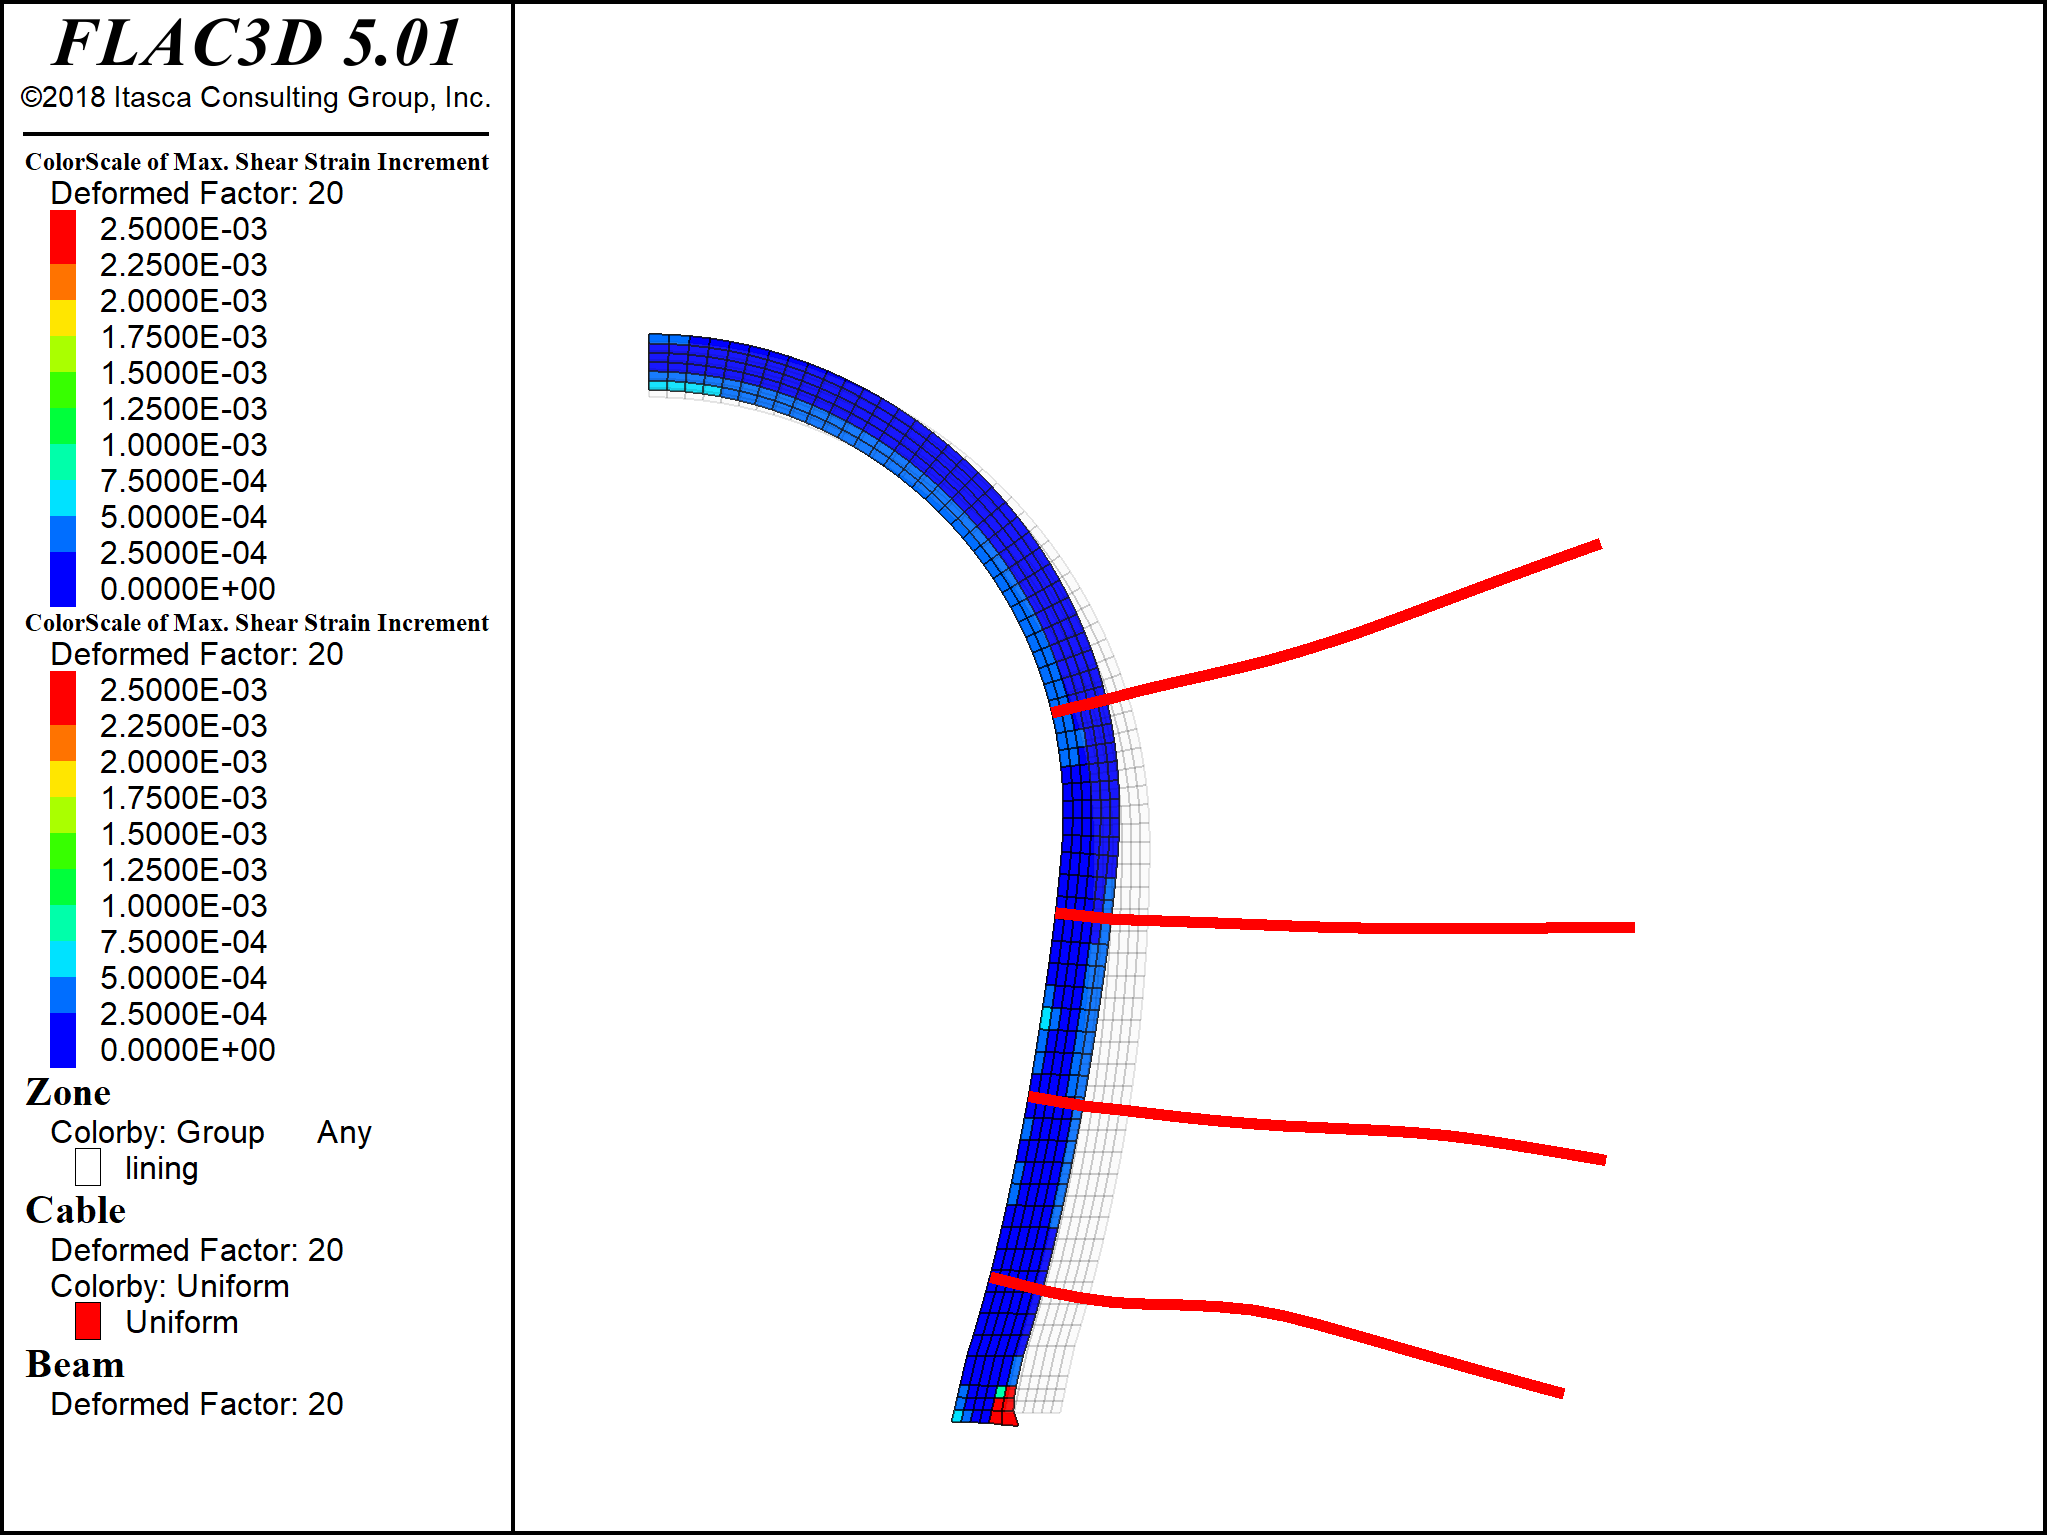 FLAC3D 5.01
©2018 Itasca Consulting Group, Inc.
ColorScale of Max. Shear Strain Increment
Deformed Factor: 20
2.5000E-03
2.2500E-03
2.0000E-03
1.7500E-03
1.5000E-03
1.2500E-03
1.0000E-03
7.5000E-04
5.0000E-04
2.5000E-04
0.0000E+00
ColorScale of Max. Shear Strain Increment
Deformed Factor: 20
2.5000E-03
2.2500E-03
2.0000E-03
1.7500E-03
1.5000E-03
1.2500E-03
1.0000E-03
7.5000E-04
5.0000E-04
2.5000E-04
0.0000E+00
Zone
Colorby: Group Any
lining
Cable
Deformed Factor: 20
Colorby: Uniform
Uniform
Beam
Deformed Factor: 20